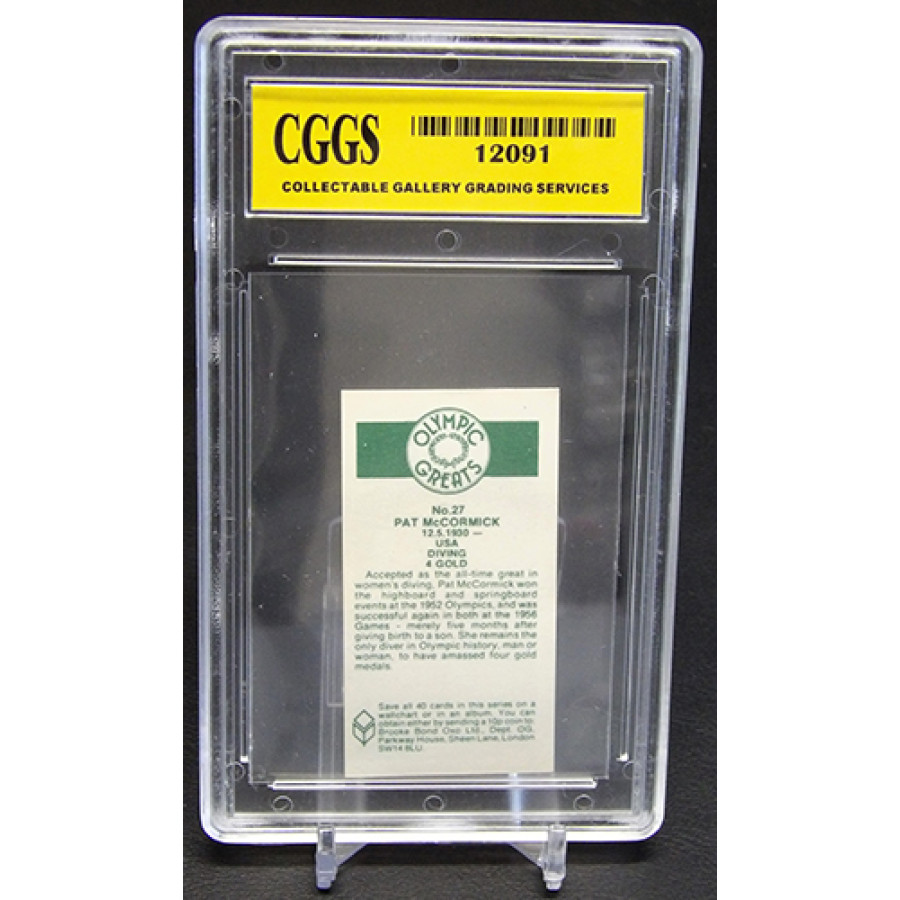 CGGS
12091
COLLECTABLE GALLERY GRADING SERVICES
OLYMPIC
GREATS
No.27
PAT McCORMICK
12.5.1930 —
USA
DIVING
4 GOLD
Accepted as the all-time great in
women's diving, Pat McCormick won
the highboard and springboard
events at the 1952 Olympics, and was
successful again in both at the 1956
Games - merely five months after
giving birth to a son. She remains the
only diver in Olympic history, man or
woman, to have amassed four gold
medals.
Save all 40 cards in this series on a
wallchart or in an album. You can
obtain either by sending a 10p coin to:
Brooke Bond Oxo Ltd., Dept. OG,
Parkway House, Sheen Lane, London
SW14 8LU.